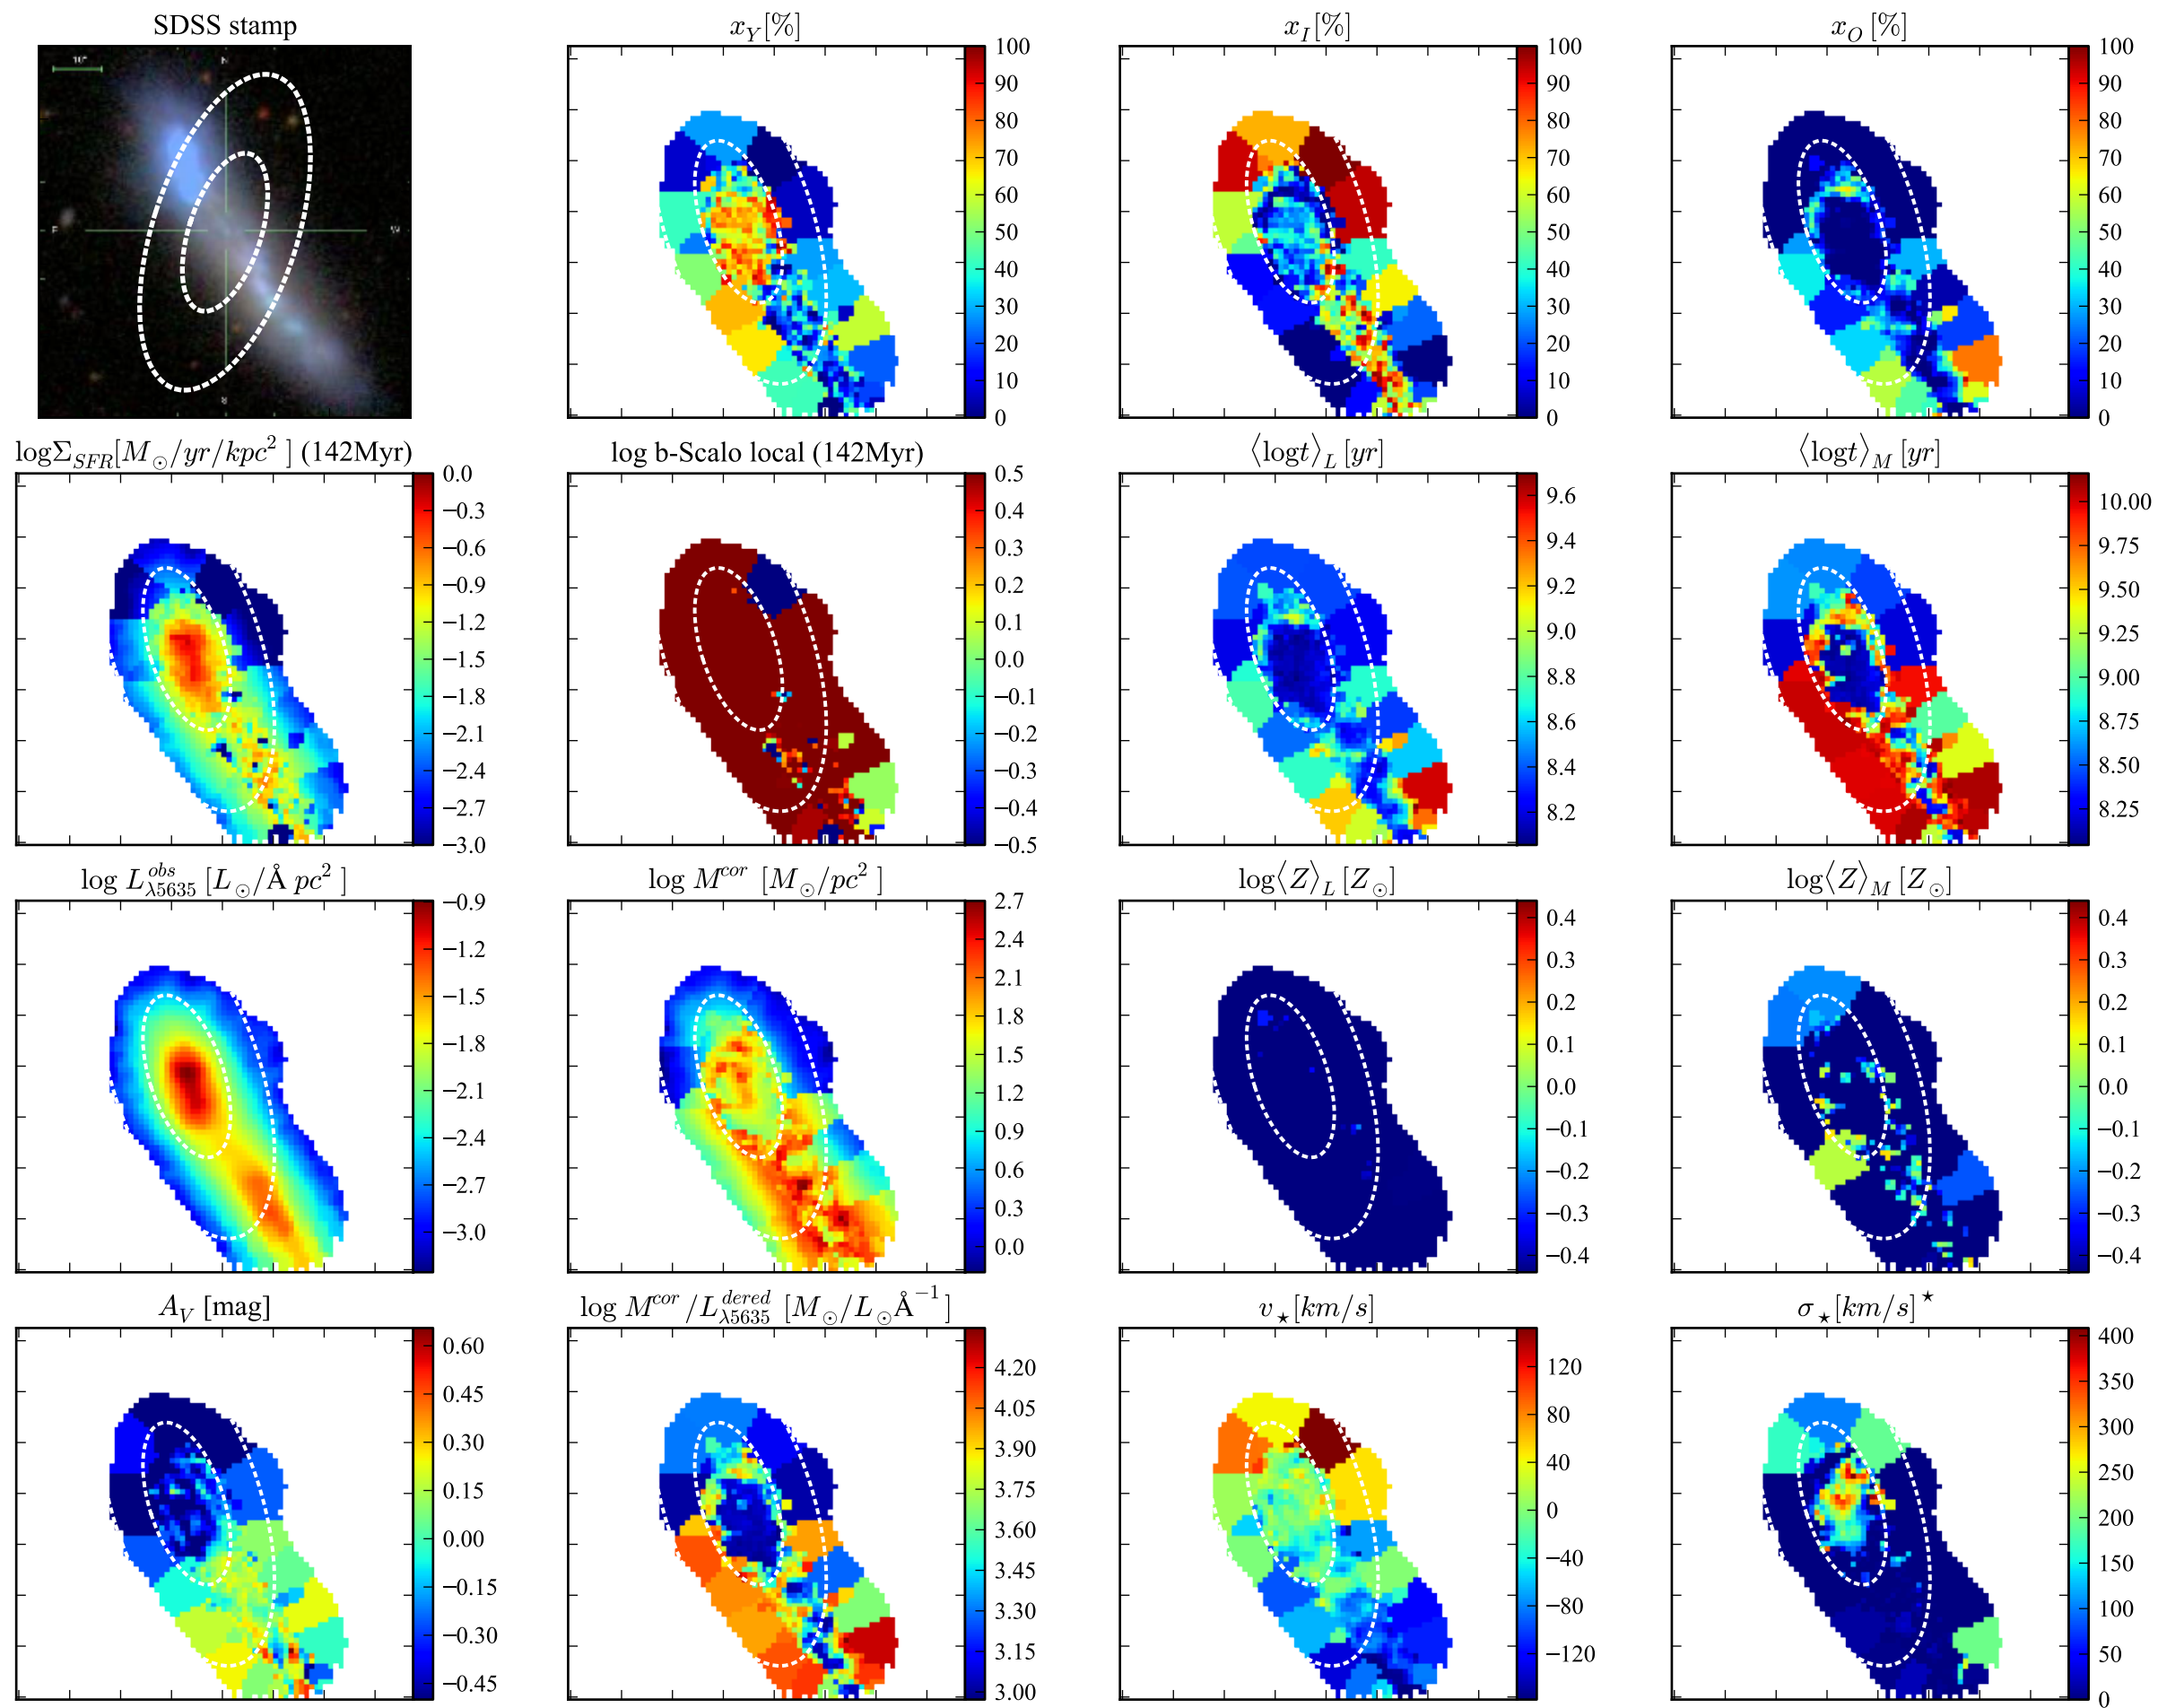 SDSS stamp
x_Y[%]
x_I[%]
x_O[%]
10"
N
E
W
S
100 90 80 70 60 50 40 30 20 10 0
100 90 80 70 60 50 40 30 20 10 0
100 90 80 70 60 50 40 30 20 10 0
logΣ_SFR[M_⊙/yr/kpc²] (142Myr)
log b-Scalo local (142Myr)
⟨logt⟩_L [yr]
⟨logt⟩_M [yr]
0.0 −0.3 −0.6 −0.9 −1.2 −1.5 −1.8 −2.1 −2.4 −2.7 −3.0
0.5 0.4 0.3 0.2 0.1 0.0 −0.1 −0.2 −0.3 −0.4 −0.5
9.6 9.4 9.2 9.0 8.8 8.6 8.4 8.2
10.00 9.75 9.50 9.25 9.00 8.75 8.50 8.25
log L^obs_λ5635 [L_⊙/Å pc²]
log M^cor [M_⊙/pc²]
log⟨Z⟩_L [Z_⊙]
log⟨Z⟩_M [Z_⊙]
−0.9 −1.2 −1.5 −1.8 −2.1 −2.4 −2.7 −3.0
2.7 2.4 2.1 1.8 1.5 1.2 0.9 0.6 0.3 0.0
0.4 0.3 0.2 0.1 0.0 −0.1 −0.2 −0.3 −0.4
0.4 0.3 0.2 0.1 0.0 −0.1 −0.2 −0.3 −0.4
A_V [mag]
log M^cor/L^dered_λ5635 [M_⊙/L_⊙Å^−1]
v_⋆[km/s]
σ_⋆[km/s]^⋆
0.60 0.45 0.30 0.15 0.00 −0.15 −0.30 −0.45
4.20 4.05 3.90 3.75 3.60 3.45 3.30 3.15 3.00
120 80 40 0 −40 −80 −120
400 350 300 250 200 150 100 50 0